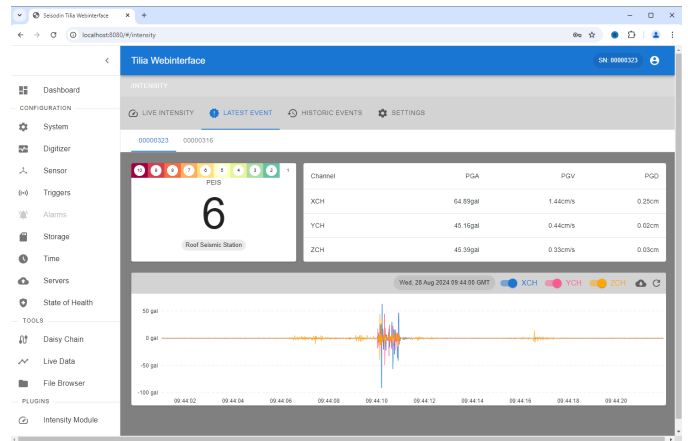 Seisodin Tilia Webinterface
localhost:8080/#/intensity
Tilia Webinterface
SN: 00000323
Dashboard
CONFIGURATION
System
Digitizer
Sensor
Triggers
Alarms
Storage
Time
Servers
State of Health
TOOLS
Daisy Chain
Live Data
File Browser
PLUGINS
Intensity Module
INTENSITY
LIVE INTENSITY LATEST EVENT HISTORIC EVENTS SETTINGS
00000323 00000316
10 9 8 7 6 5 4 3 2 1
PEIS
6
Roof Seismic Station
Channel PGA PGV PGD
XCH 64.89gal 1.44cm/s 0.25cm
YCH 45.16gal 0.44cm/s 0.02cm
ZCH 45.39gal 0.33cm/s 0.03cm
Wed, 28 Aug 2024 09:44:00 GMT XCH YCH ZCH
50 gal
0 gal
-50 gal
-100 gal
09:44:02 09:44:04 09:44:06 09:44:08 09:44:10 09:44:12 09:44:14 09:44:16 09:44:18 09:44:20